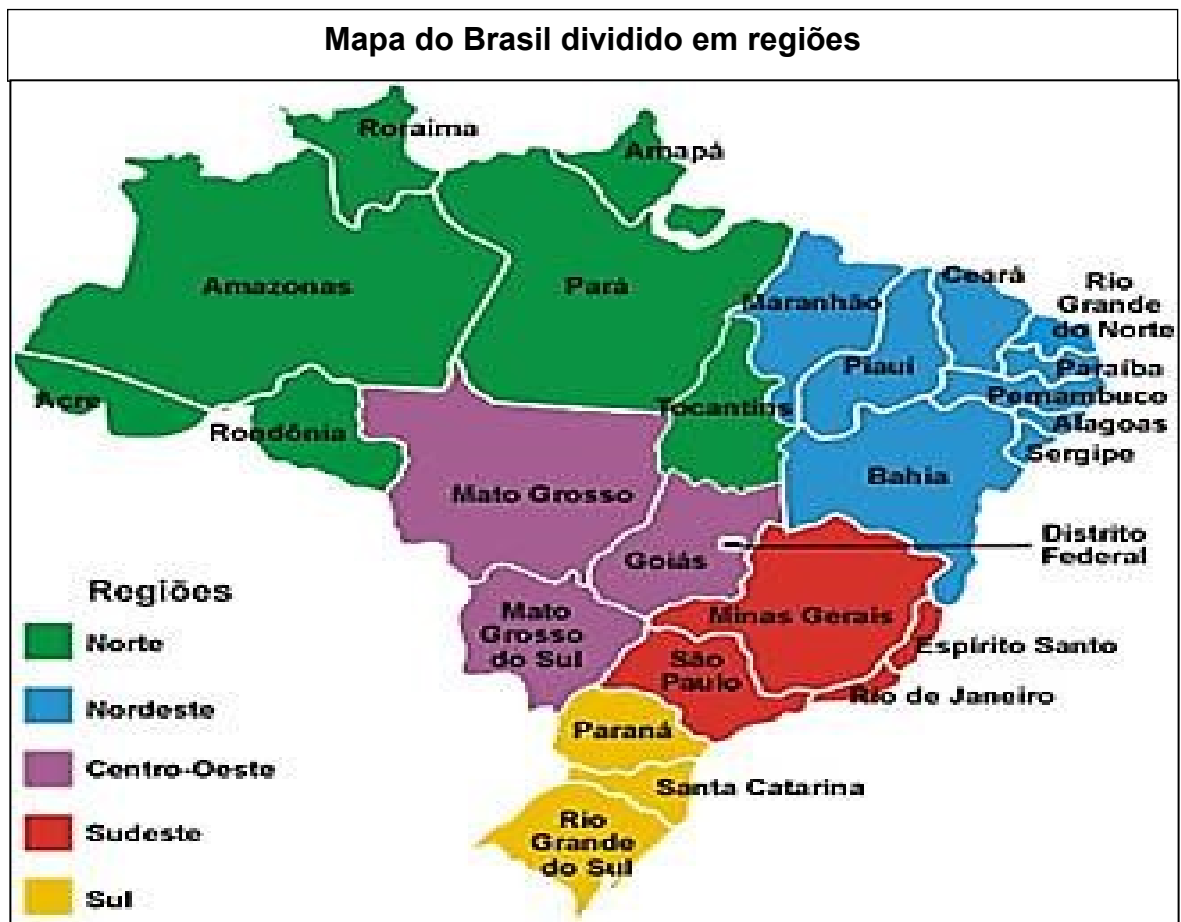 Mapa do Brasil dividido em regiões
Roraima
Amapá
Amazonas
Pará
Maranhão
Ceará
Rio
Grande
do Norte
Piauí
Paraíba
Pernambuco
Alagoas
Sergipe
Acre
Rondônia
Tocantins
Bahia
Mato Grosso
Goiás
Distrito
Federal
Mato
Grosso
do Sul
Minas Gerais
Espírito Santo
São
Paulo
Rio de Janeiro
Paraná
Santa Catarina
Rio
Grande
do Sul
Regiões
Norte
Nordeste
Centro-Oeste
Sudeste
Sul